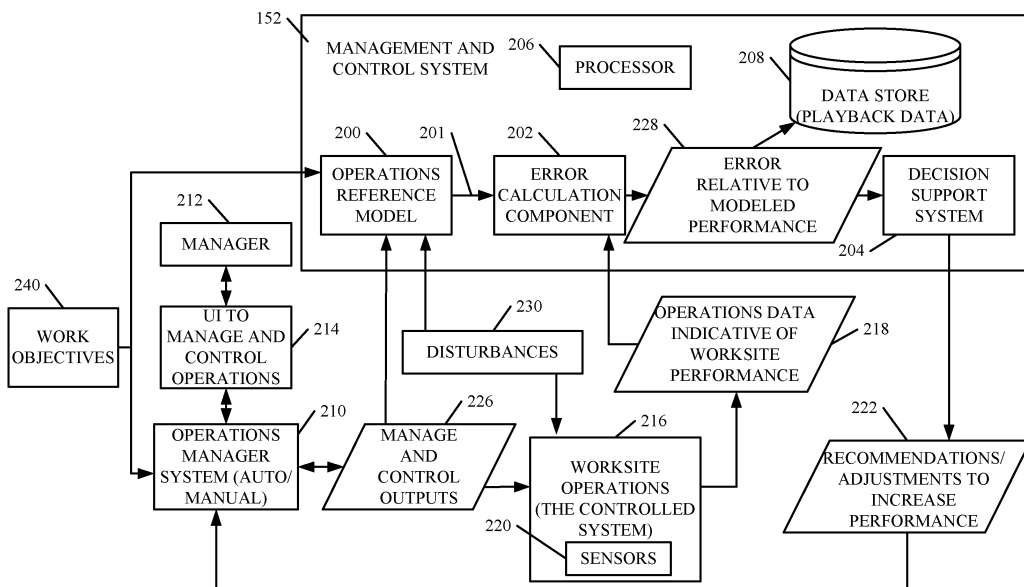 152
MANAGEMENT AND
CONTROL SYSTEM
206
PROCESSOR
208
DATA STORE
(PLAYBACK DATA)
200
OPERATIONS
REFERENCE
MODEL
201
202
ERROR
CALCULATION
COMPONENT
228
ERROR
RELATIVE TO
MODELED
PERFORMANCE
DECISION
SUPPORT
SYSTEM
204
212
MANAGER
240
WORK
OBJECTIVES
UI TO
MANAGE AND
CONTROL
OPERATIONS
214
230
DISTURBANCES
OPERATIONS DATA
INDICATIVE OF
WORKSITE
PERFORMANCE
218
210
OPERATIONS
MANAGER
SYSTEM (AUTO/
MANUAL)
226
MANAGE
AND
CONTROL
OUTPUTS
216
WORKSITE
OPERATIONS
(THE CONTROLLED
SYSTEM)
220
SENSORS
222
RECOMMENDATIONS/
ADJUSTMENTS TO
INCREASE
PERFORMANCE